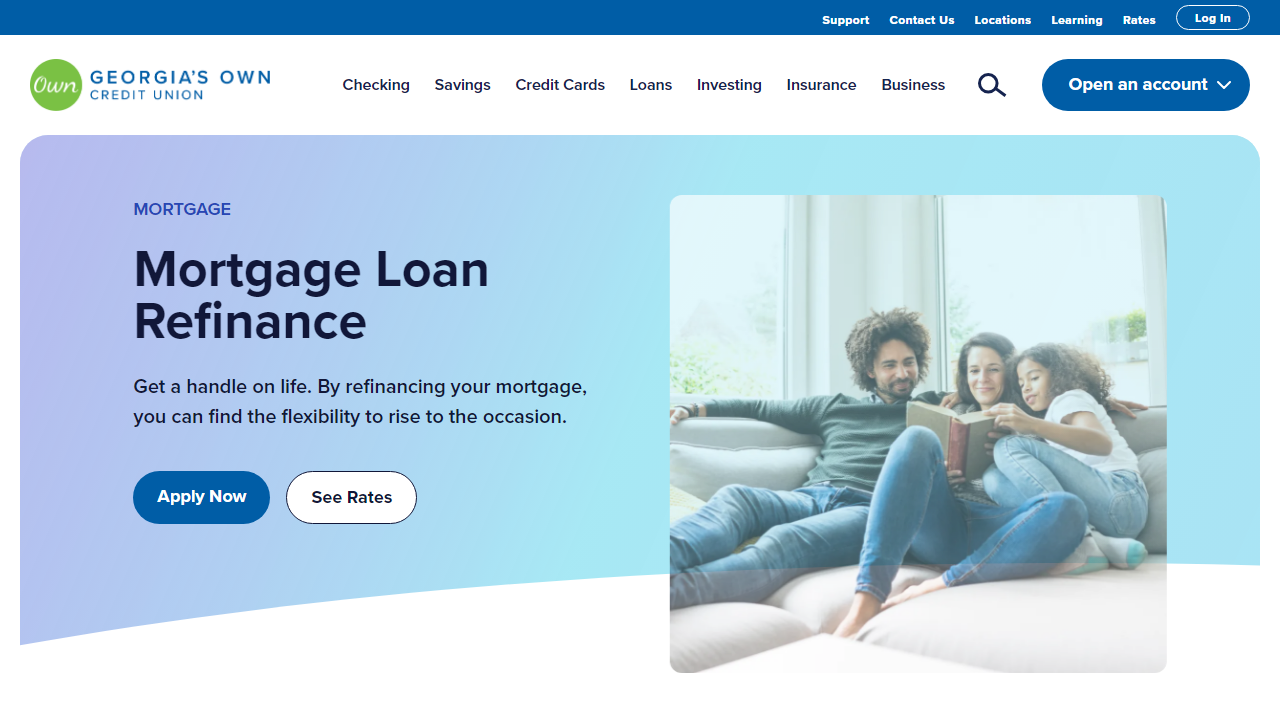 Support Contact Us Locations Learning Rates Log In
Own GEORGIA'S OWN
CREDIT UNION
Checking Savings Credit Cards Loans Investing Insurance Business Open an account
MORTGAGE
Mortgage Loan
Refinance
Get a handle on life. By refinancing your mortgage,
you can find the flexibility to rise to the occasion.
Apply Now See Rates